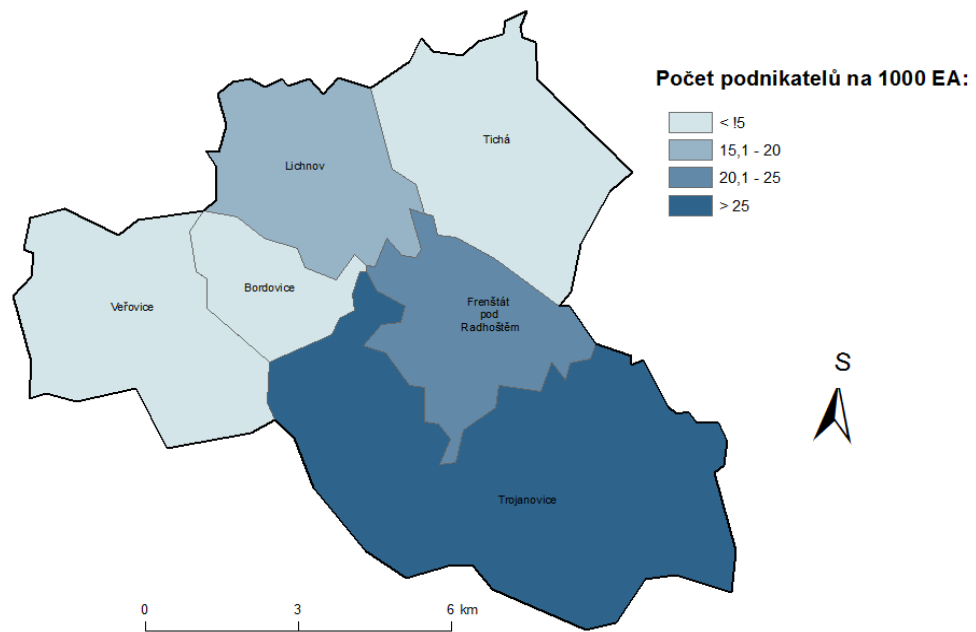 Počet podnikatelů na 1000 EA:
< !5
15,1 - 20
20,1 - 25
> 25
Tichá
Lichnov
Veřovice
Bordovice
Frenštát
pod
Radhoštěm
Trojanovice
S
0 3 6 km